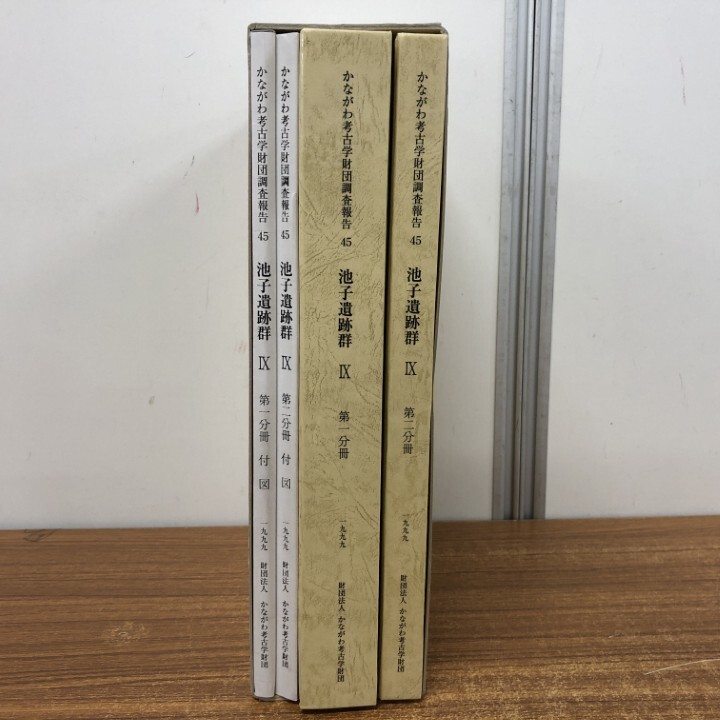 かながわ考古学財団調査報告 45 池子遺跡群 Ⅸ 第一分冊 付図 一九九九 財団法人 かながわ考古学財団
かながわ考古学財団調査報告 45 池子遺跡群 Ⅸ 第二分冊 付図 一九九九 財団法人 かながわ考古学財団
かながわ考古学財団調査報告 45 池子遺跡群 Ⅸ 第一分冊 一九九九 財団法人 かながわ考古学財団
かながわ考古学財団調査報告 45 池子遺跡群 Ⅸ 第二分冊 一九九九 財団法人 かながわ考古学財団